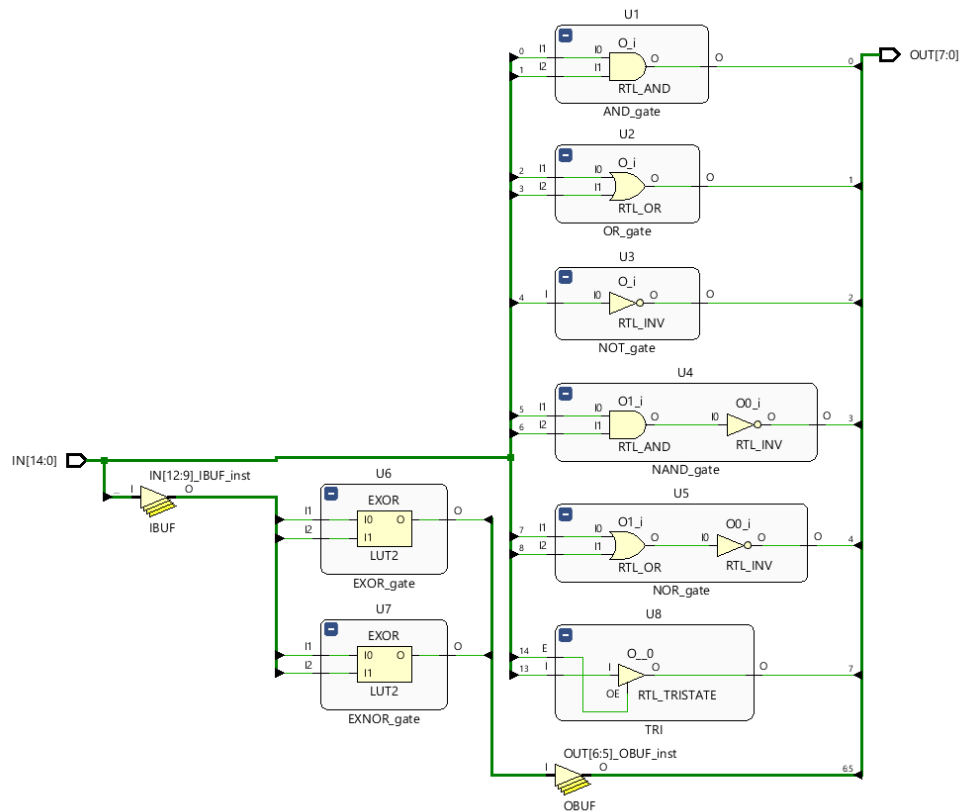 U1
0 I1 I0 O_i O O 0
1 I2 I1
RTL_AND
AND_gate
OUT[7:0]
U2
2 I1 I0 O_i O O 1
3 I2 I1
RTL_OR
OR_gate
U3
4 I I0 O_i O O 2
RTL_INV
NOT_gate
U4
5 I1 I0 O1_i O I0 O0_i O O 3
6 I2 I1
RTL_AND RTL_INV
NAND_gate
IN[14:0]
IN[12:9]_IBUF_inst
I O
IBUF
U6
EXOR
I1 I0 O O
I2 I1
LUT2
EXOR_gate
U5
7 I1 I0 O1_i O I0 O0_i O O 4
8 I2 I1
RTL_OR RTL_INV
NOR_gate
U7
EXOR
I1 I0 O O
I2 I1
LUT2
EXNOR_gate
U8
14 E O__0
13 I I O O 7
OE RTL_TRISTATE
TRI
OUT[6:5]_OBUF_inst
I O 6:5
OBUF